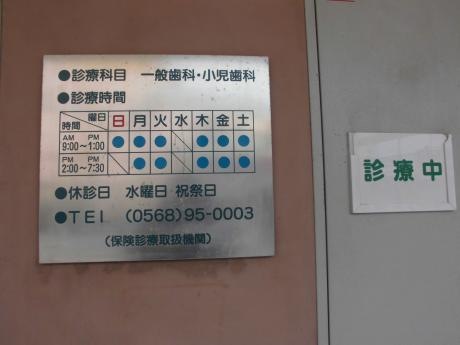 ●診療科目 一般歯科・小児歯科
●診療時間
時間 曜日 日 月 火 水 木 金 土
AM 9:00～PM 1:00 ● ● ● ● ● ●
PM 2:00～PM 7:30 ● ● ● ● ●
●休診日 水曜日 祝祭日
●TEl (0568)95-0003
(保険診療取扱機関)
診療中